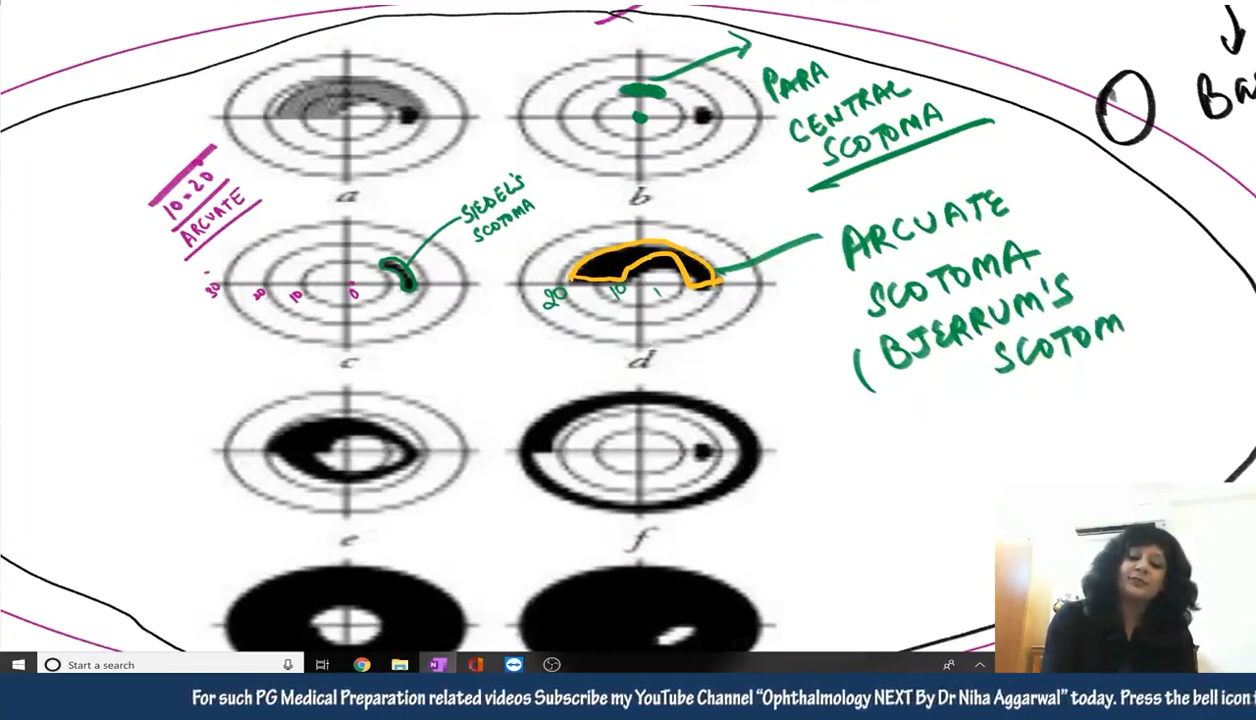 a
b
PARA
CENTRAL
SCOTOMA
10-20
ARCUATE
SIEDEL'S
SCOTOMA
30°
20
10
0°
c
20
10
d
ARCUATE
SCOTOMA
(BJERRUM'S
SCOTOM
e
f
Start a search
For such PG Medical Preparation related videos Subscribe my YouTube Channel "Ophthalmology NEXT By Dr Niha Aggarwal" today. Press the bell icon